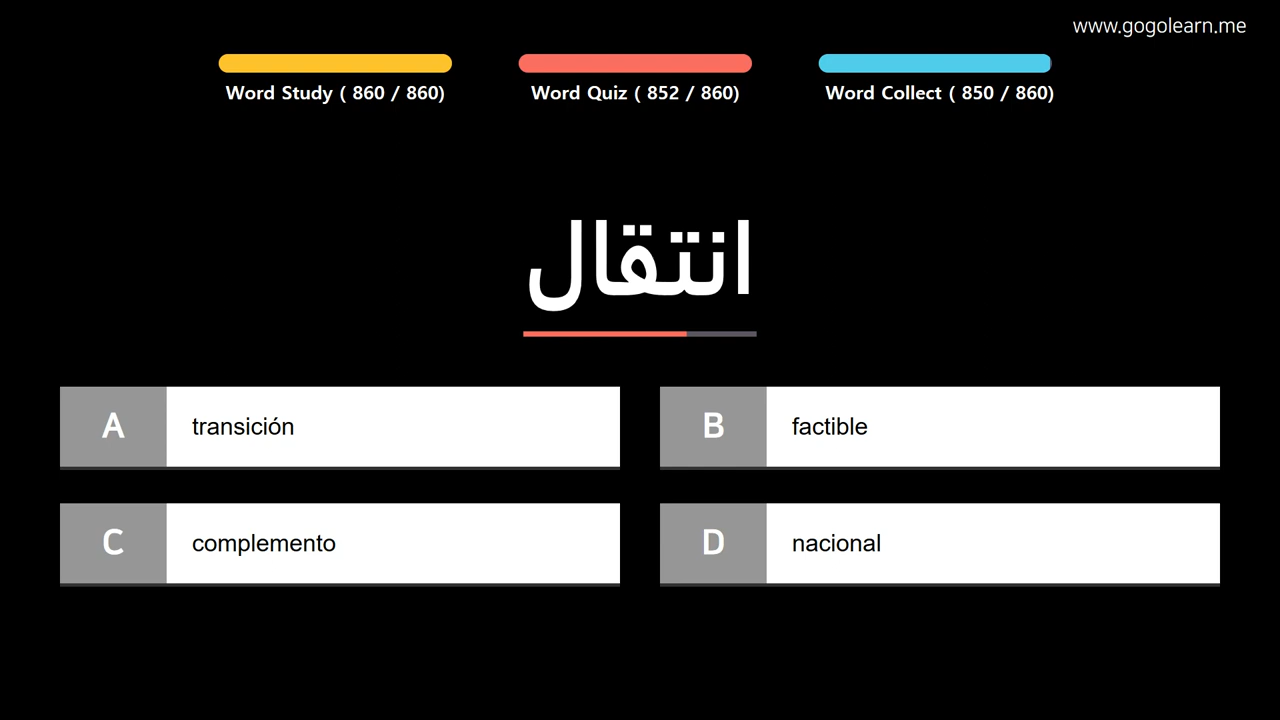 www.gogolearn.me
Word Study ( 860 / 860)
Word Quiz ( 852 / 860)
Word Collect ( 850 / 860)
انتقال
A transición
B factible
C complemento
D nacional